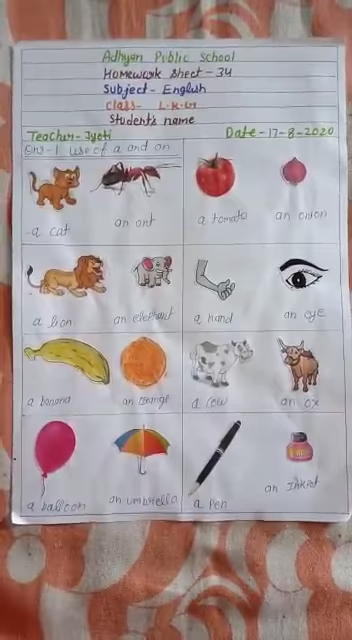 Adhyan Public School
Homework Sheet - 34
Subject - English
Class - L.K.G
Student's name
Teacher - Jyoti
Date - 17-8-2020
Qns-1 use of a and an
a cat
an ant
a tomato
an onion
a lion
an elephant
a hand
an eye
a banana
an orange
a cow
an ox
a balloon
an umbrella
a pen
an Inkpot